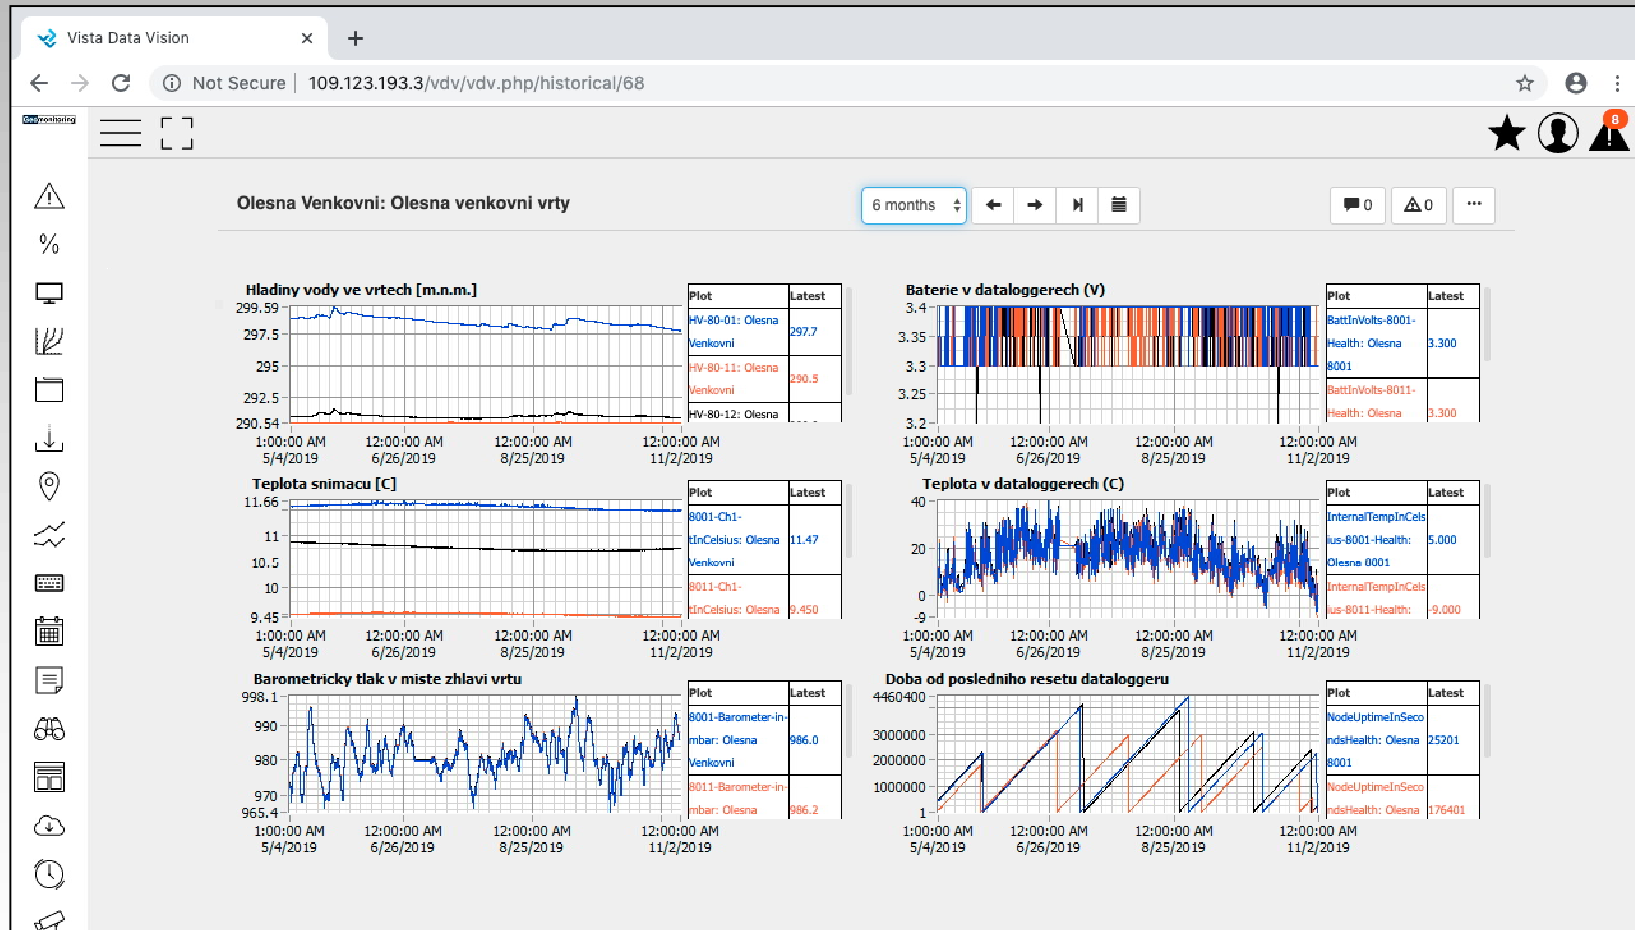 Vista Data Vision
Not Secure | 109.123.193.3/vdv/vdv.php/historical/68
Geomonitoring
8
Olesna Venkovni: Olesna venkovni vrty
6 months
0
0
Hladiny vody ve vrtech [m.n.m.]
299.59
297.5
295
292.5
290.54
1:00:00 AM 12:00:00 AM 12:00:00 AM 12:00:00 AM
5/4/2019 6/26/2019 8/25/2019 11/2/2019
Plot Latest
HV-80-01: Olesna
Venkovni
297.7
HV-80-11: Olesna
Venkovni
290.5
HV-80-12: Olesna
Baterie v dataloggerech (V)
3.4
3.35
3.3
3.25
3.2
1:00:00 AM 12:00:00 AM 12:00:00 AM 12:00:00 AM
5/4/2019 6/26/2019 8/25/2019 11/2/2019
Plot Latest
BattInVolts-8001-
Health: Olesna
8001
3.300
BattInVolts-8011-
Health: Olesna
3.300
Teplota snimacu [C]
11.66
11
10.5
10
9.45
1:00:00 AM 12:00:00 AM 12:00:00 AM 12:00:00 AM
5/4/2019 6/26/2019 8/25/2019 11/2/2019
Plot Latest
8001-Ch1-
tInCelsius: Olesna
Venkovni
11.47
8011-Ch1-
tInCelsius: Olesna
9.450
Teplota v dataloggerech (C)
40
20
0
-9
1:00:00 AM 12:00:00 AM 12:00:00 AM 12:00:00 AM
5/4/2019 6/26/2019 8/25/2019 11/2/2019
Plot Latest
InternalTempInCels
ius-8001-Health:
Olesna 8001
5.000
InternalTempInCels
ius-8011-Health:
-9.000
Barometricky tlak v miste zhlavi vrtu
998.1
990
980
970
965.4
1:00:00 AM 12:00:00 AM 12:00:00 AM 12:00:00 AM
5/4/2019 6/26/2019 8/25/2019 11/2/2019
Plot Latest
8001-Barometer-in-
mbar: Olesna
Venkovni
986.0
8011-Barometer-in-
mbar: Olesna
986.2
Doba od posledniho resetu dataloggeru
4460400
3000000
2000000
1000000
1
1:00:00 AM 12:00:00 AM 12:00:00 AM 12:00:00 AM
5/4/2019 6/26/2019 8/25/2019 11/2/2019
Plot Latest
NodeUptimeInSeco
ndsHealth: Olesna
8001
25201
NodeUptimeInSeco
ndsHealth: Olesna
176401